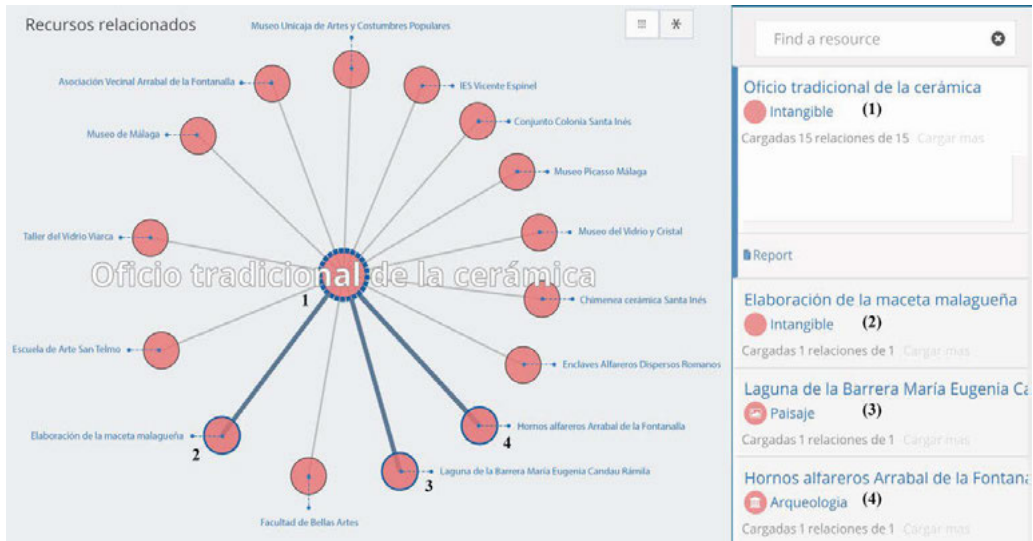 Recursos relacionados
Museo Unicaja de Artes y Costumbres Populares
Asociación Vecinal Arrabal de la Fontanalla
IES Vicente Espinel
Conjunto Colonia Santa Inés
Museo de Málaga
Museo Picasso Málaga
Taller del Vidrio Viarca
Museo del Vidrio y Cristal
Oficio tradicional de la cerámica
1
Chimenea cerámica Santa Inés
Escuela de Arte San Telmo
Enclaves Alfareros Dispersos Romanos
Elaboración de la maceta malagueña
2
Hornos alfareros Arrabal de la Fontanalla
4
Laguna de la Barrera María Eugenia Candau Rámila
3
Facultad de Bellas Artes
Find a resource
Oficio tradicional de la cerámica
Intangible (1)
Cargadas 15 relaciones de 15 Cargar mas
Report
Elaboración de la maceta malagueña
Intangible (2)
Cargadas 1 relaciones de 1 Cargar mas
Laguna de la Barrera María Eugenia Ca
Paisaje (3)
Cargadas 1 relaciones de 1 Cargar mas
Hornos alfareros Arrabal de la Fontana
Arqueologia (4)
Cargadas 1 relaciones de 1 Cargar mas